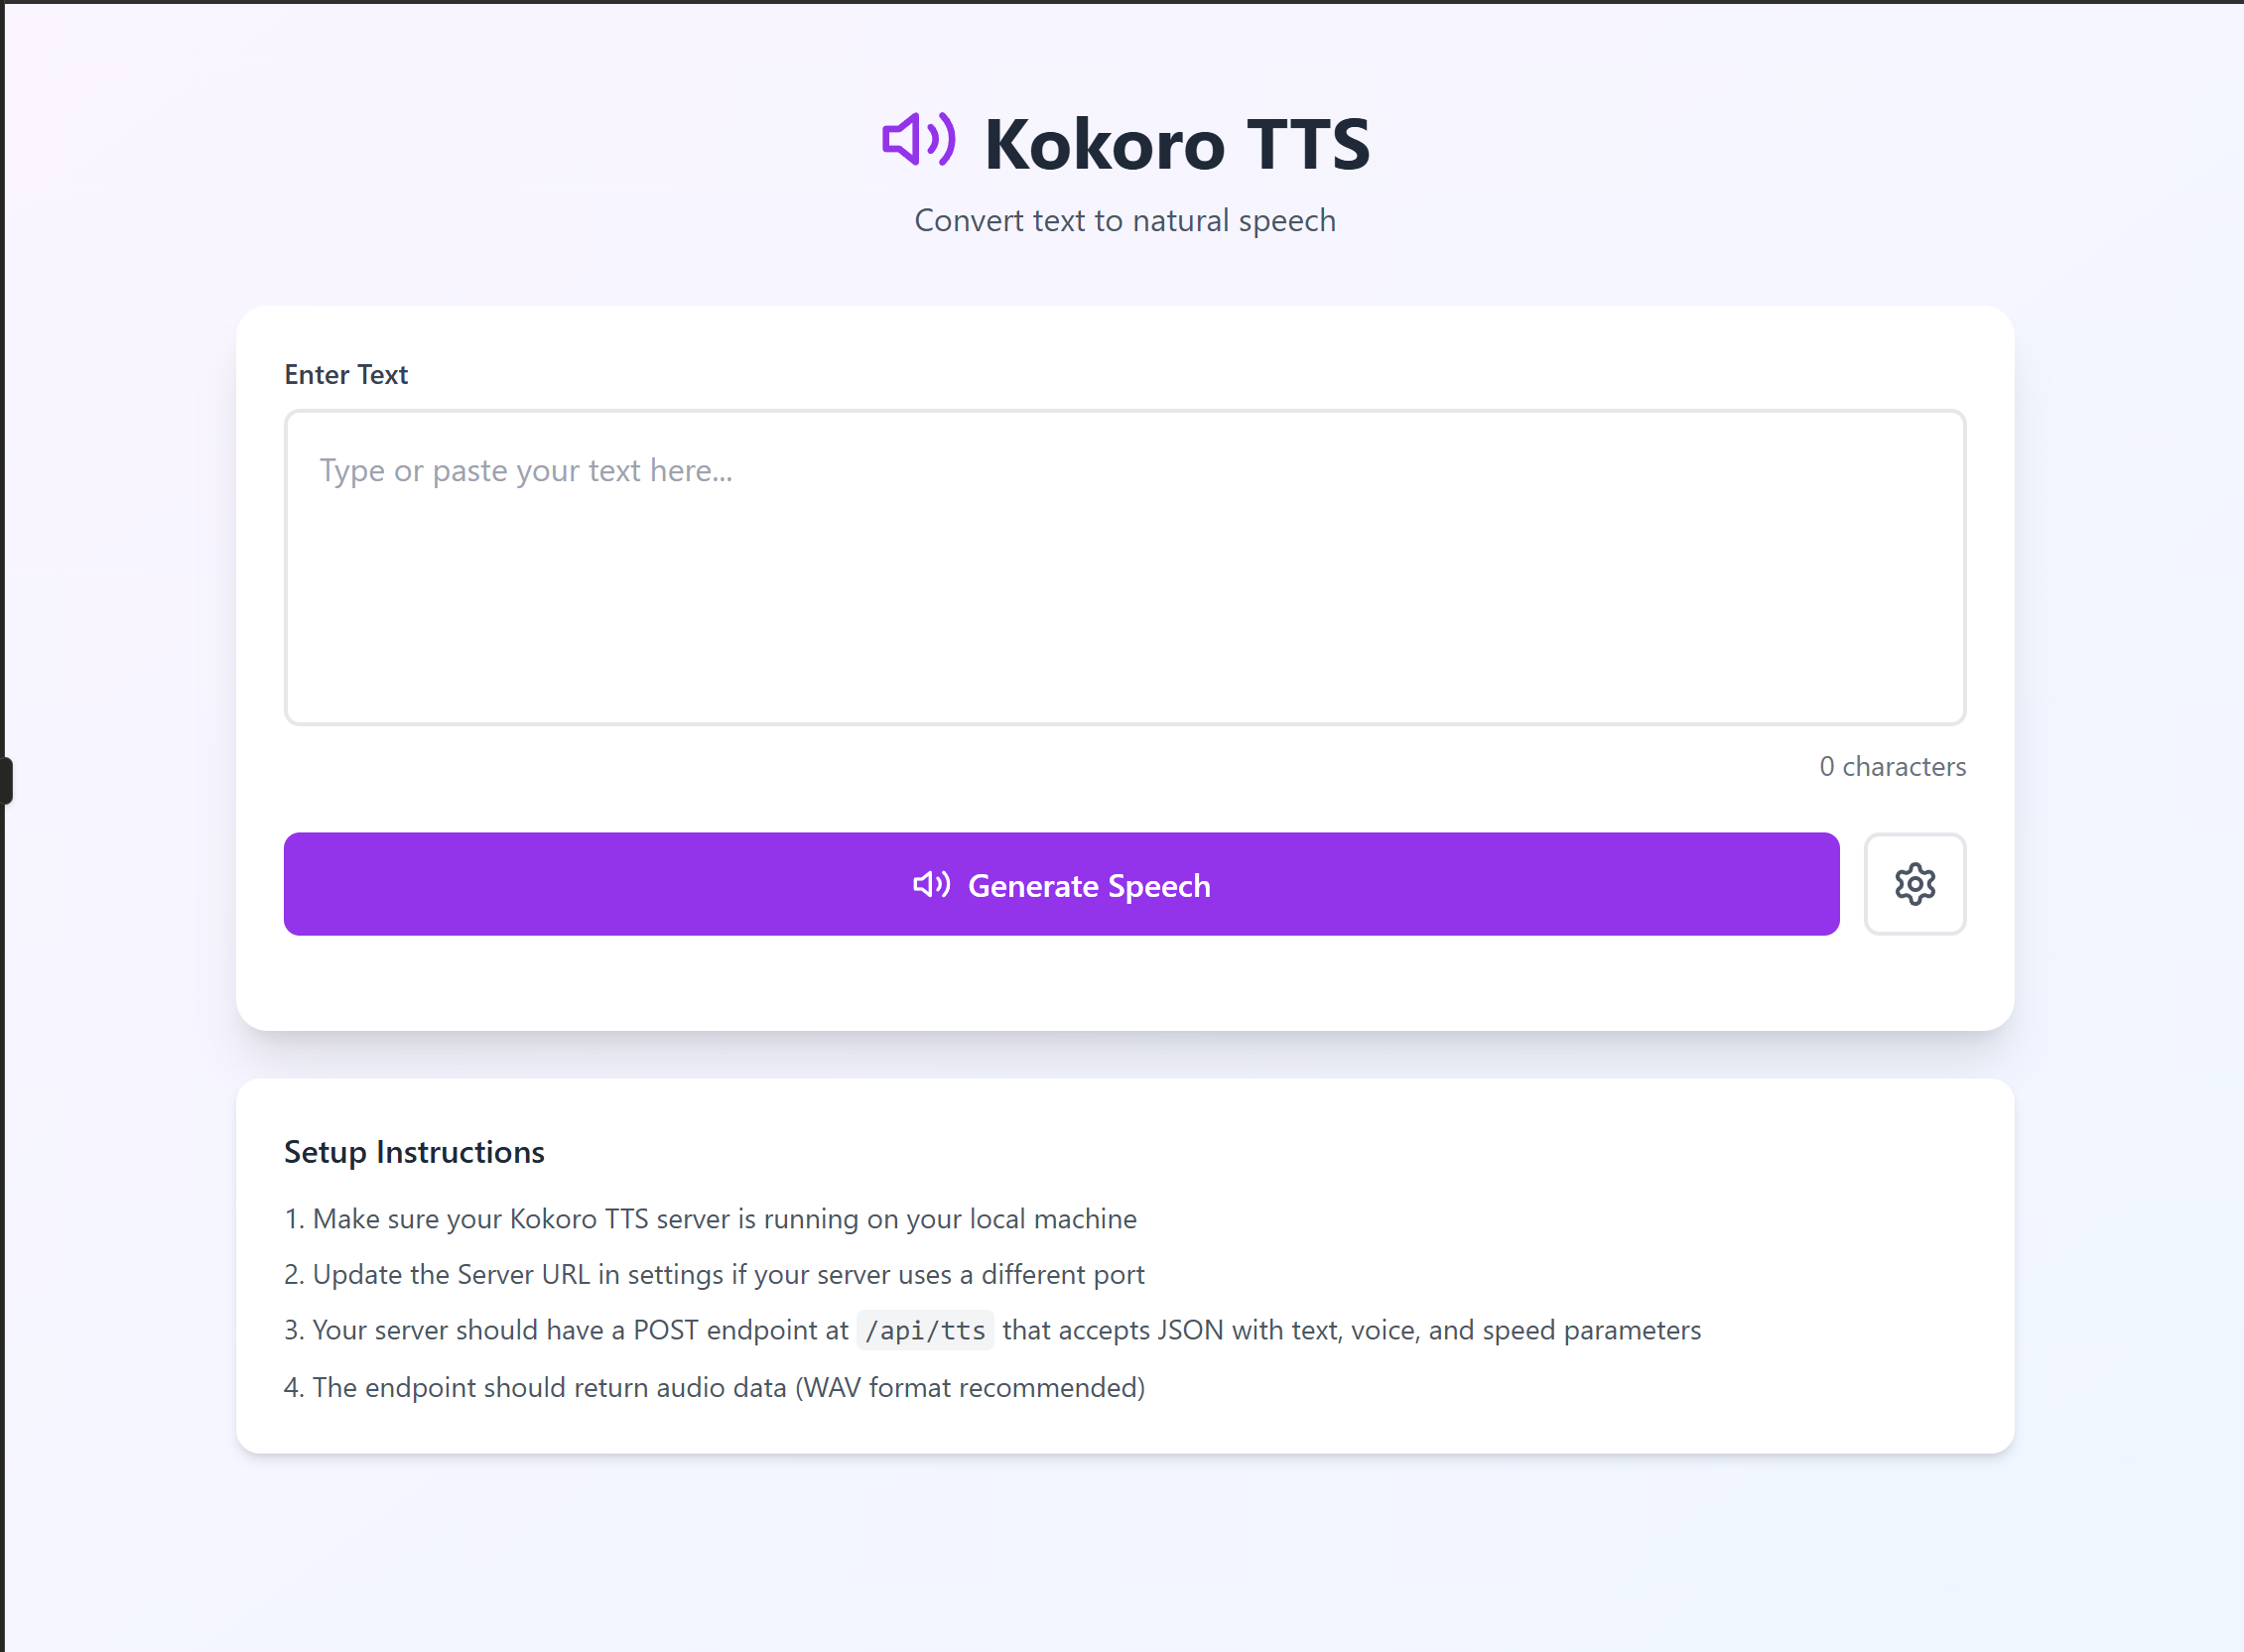 Kokoro TTS
Convert text to natural speech
Enter Text
Type or paste your text here...
0 characters
Generate Speech
Setup Instructions
1. Make sure your Kokoro TTS server is running on your local machine
2. Update the Server URL in settings if your server uses a different port
3. Your server should have a POST endpoint at /api/tts that accepts JSON with text, voice, and speed parameters
4. The endpoint should return audio data (WAV format recommended)